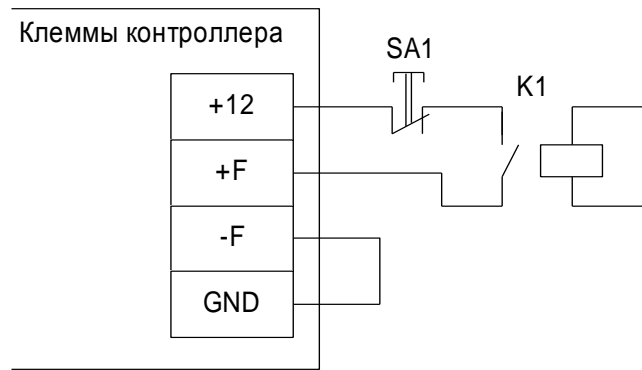 Клеммы контроллера
SA1
K1
+12
+F
-F
GND